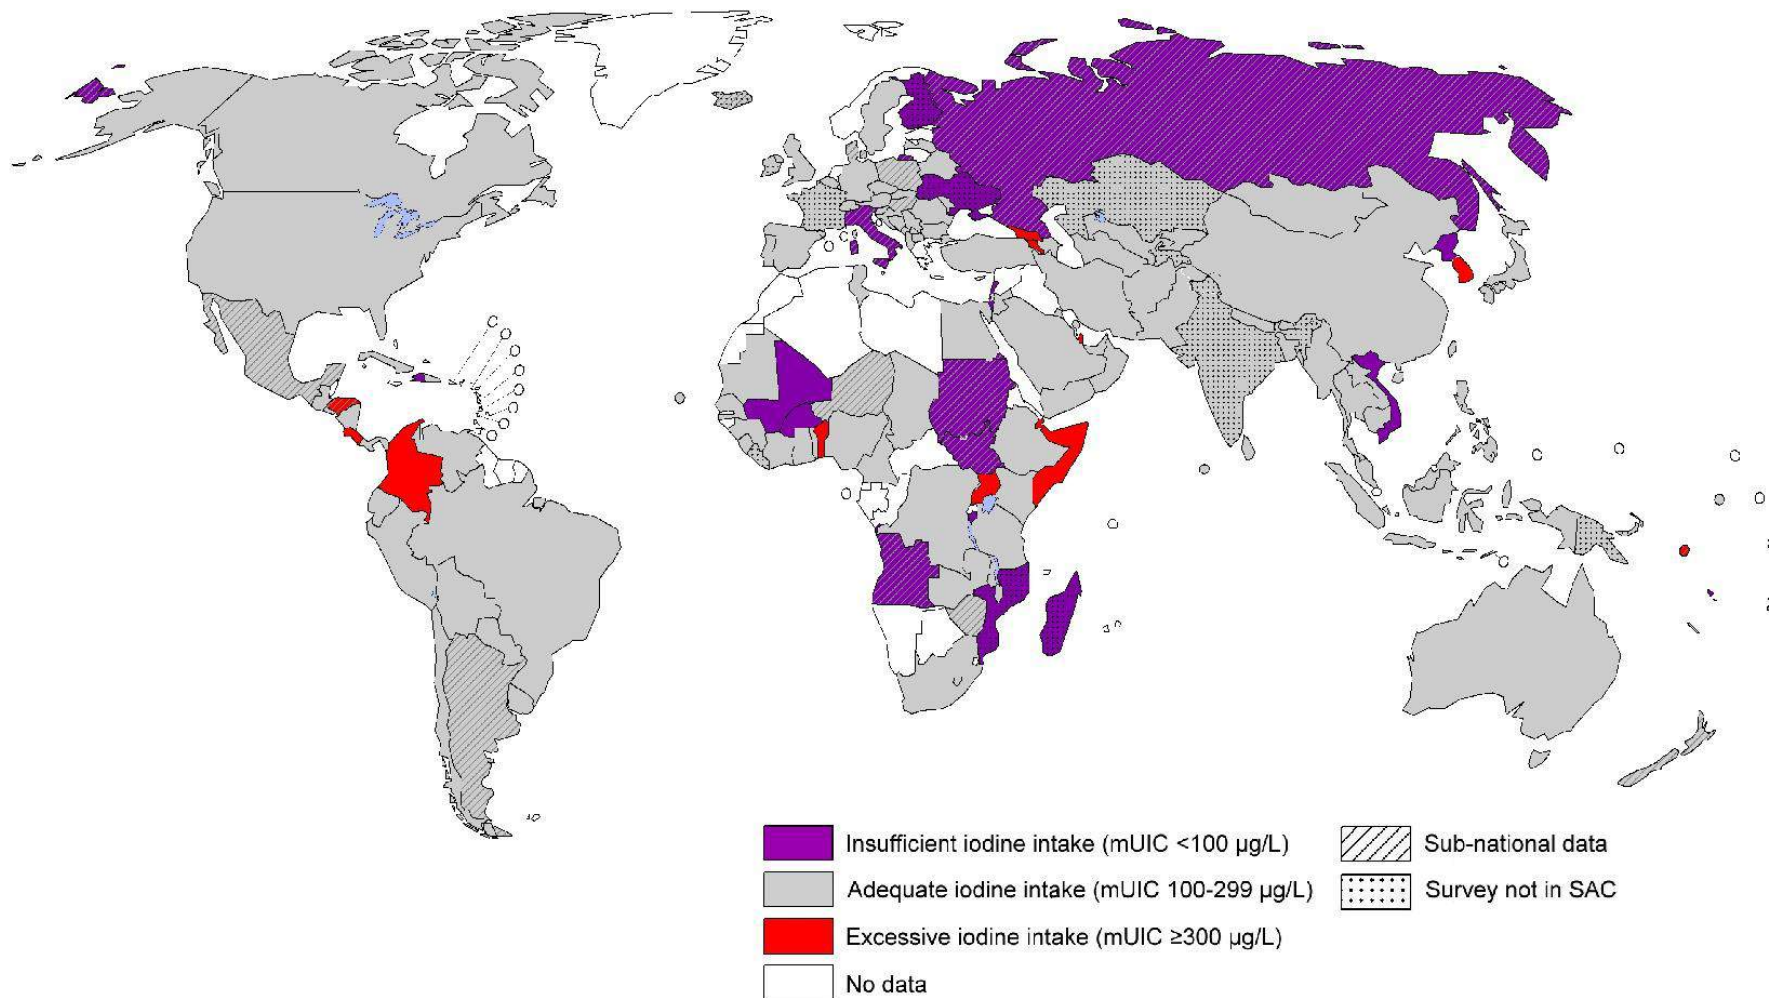 Insufficient iodine intake (mUIC <100 µg/L)
Adequate iodine intake (mUIC 100-299 µg/L)
Excessive iodine intake (mUIC ≥300 µg/L)
No data
Sub-national data
Survey not in SAC